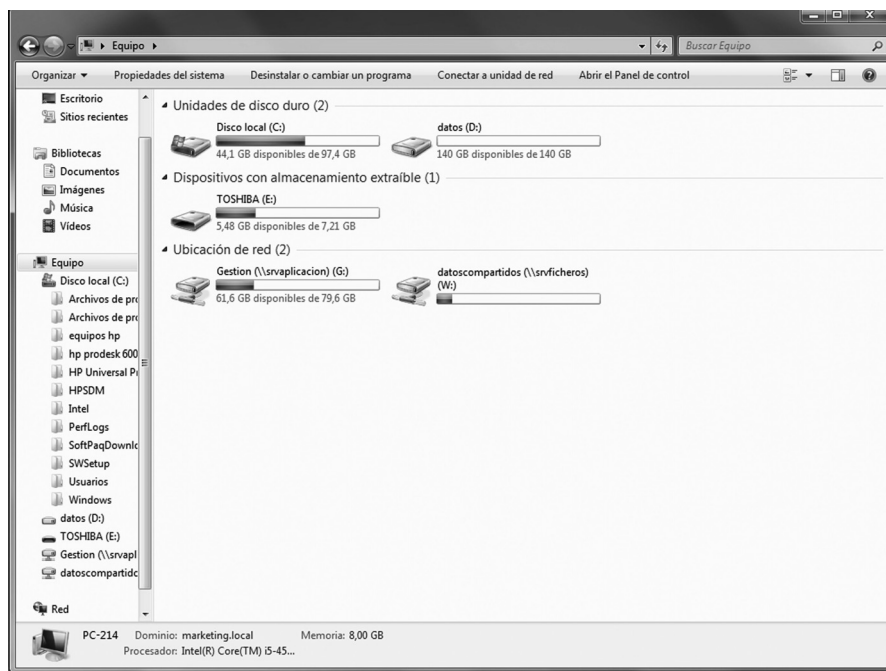 Equipo
Buscar Equipo
Organizar
Propiedades del sistema
Desinstalar o cambiar un programa
Conectar a unidad de red
Abrir el Panel de control
Escritorio
Sitios recientes
Bibliotecas
Documentos
Imágenes
Música
Vídeos
Equipo
Disco local (C:)
Archivos de pro
Archivos de pro
equipos hp
hp prodesk 600
HP Universal Pr
HPSDM
Intel
PerfLogs
SoftPaqDownlo
SWSetup
Usuarios
Windows
datos (D:)
TOSHIBA (E:)
Gestion (\\srvapl
datoscompartido
Red
Unidades de disco duro (2)
Disco local (C:)
44,1 GB disponibles de 97,4 GB
datos (D:)
140 GB disponibles de 140 GB
Dispositivos con almacenamiento extraíble (1)
TOSHIBA (E:)
5,48 GB disponibles de 7,21 GB
Ubicación de red (2)
Gestion (\\srvaplicacion) (G:)
61,6 GB disponibles de 79,6 GB
datoscompartidos (\\srvficheros)
(W:)
PC-214 Dominio: marketing.local Memoria: 8,00 GB
Procesador: Intel(R) Core(TM) i5-45...